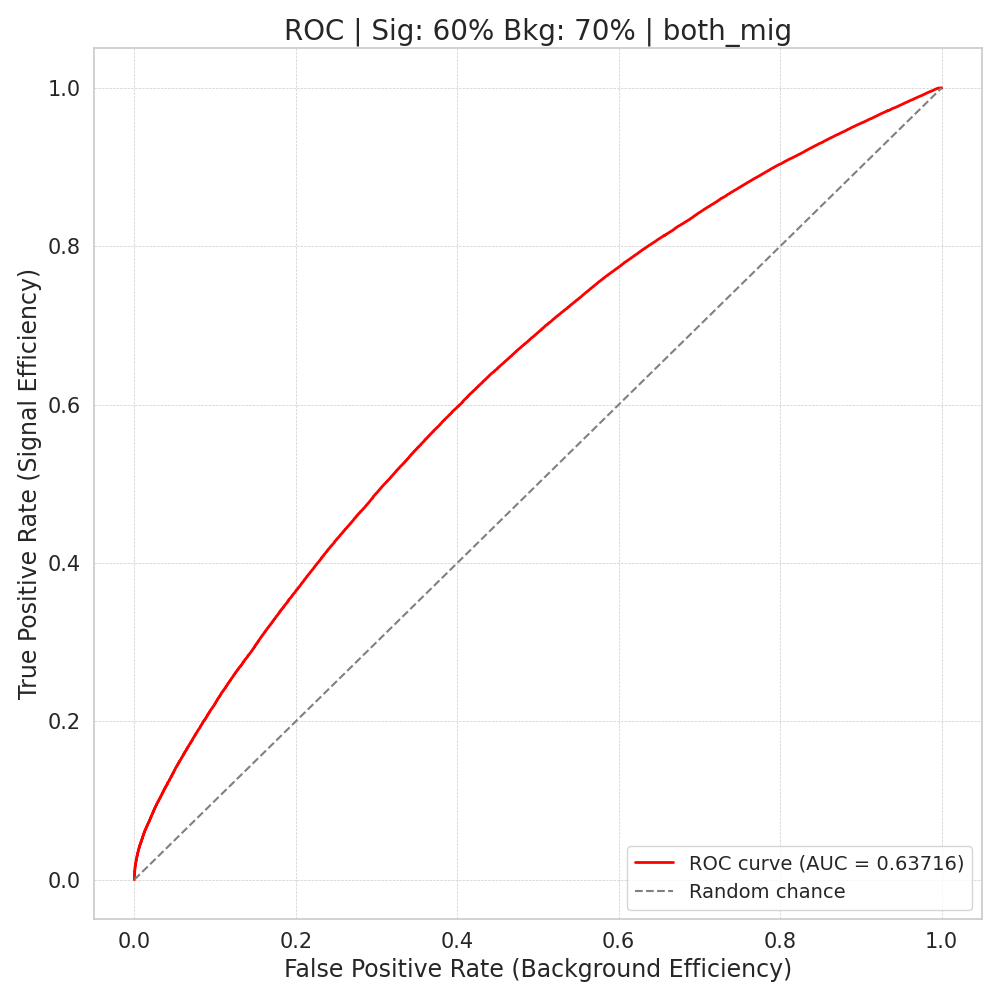 ROC | Sig: 60% Bkg: 70% | both_mig
True Positive Rate (Signal Efficiency)
1.0
0.8
0.6
0.4
0.2
0.0
ROC curve (AUC = 0.63716)
Random chance
0.0 0.2 0.4 0.6 0.8 1.0
False Positive Rate (Background Efficiency)